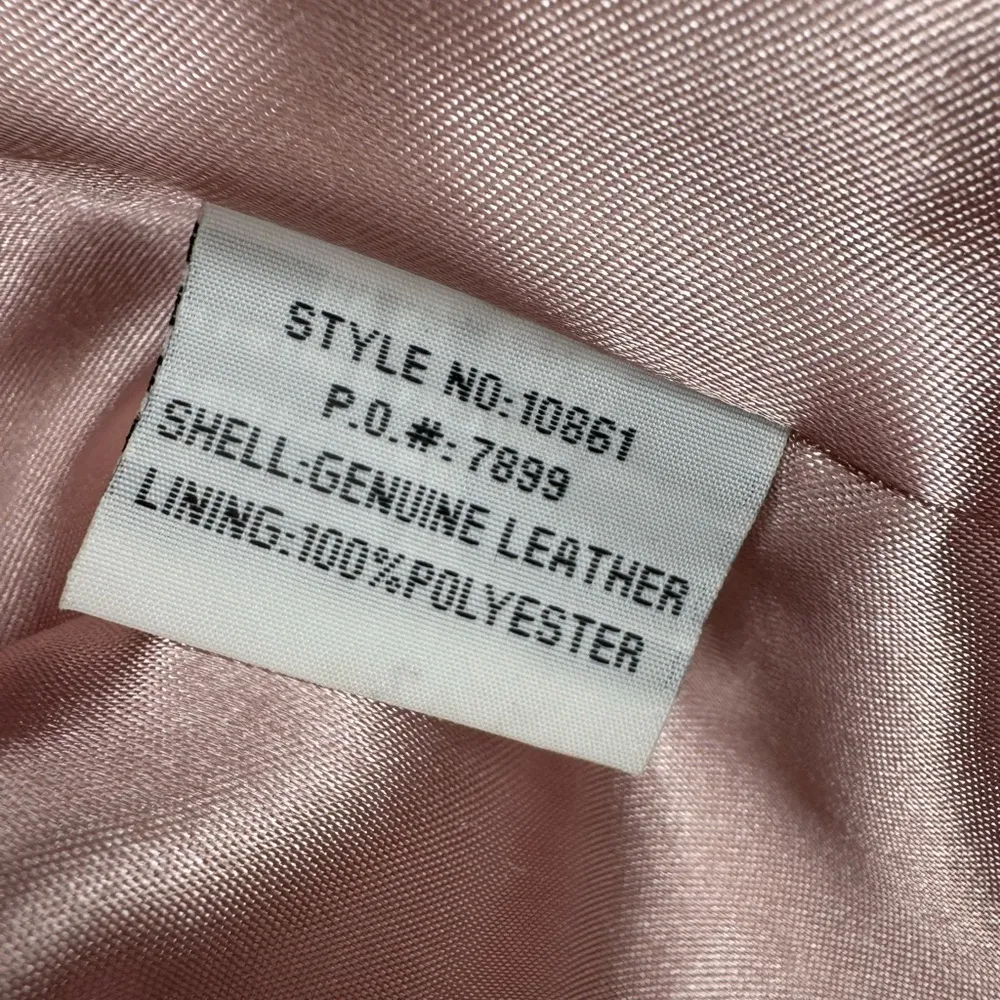 STYLE NO:10861
P.O.#: 7899
SHELL:GENUINE LEATHER
LINING:100%POLYESTER